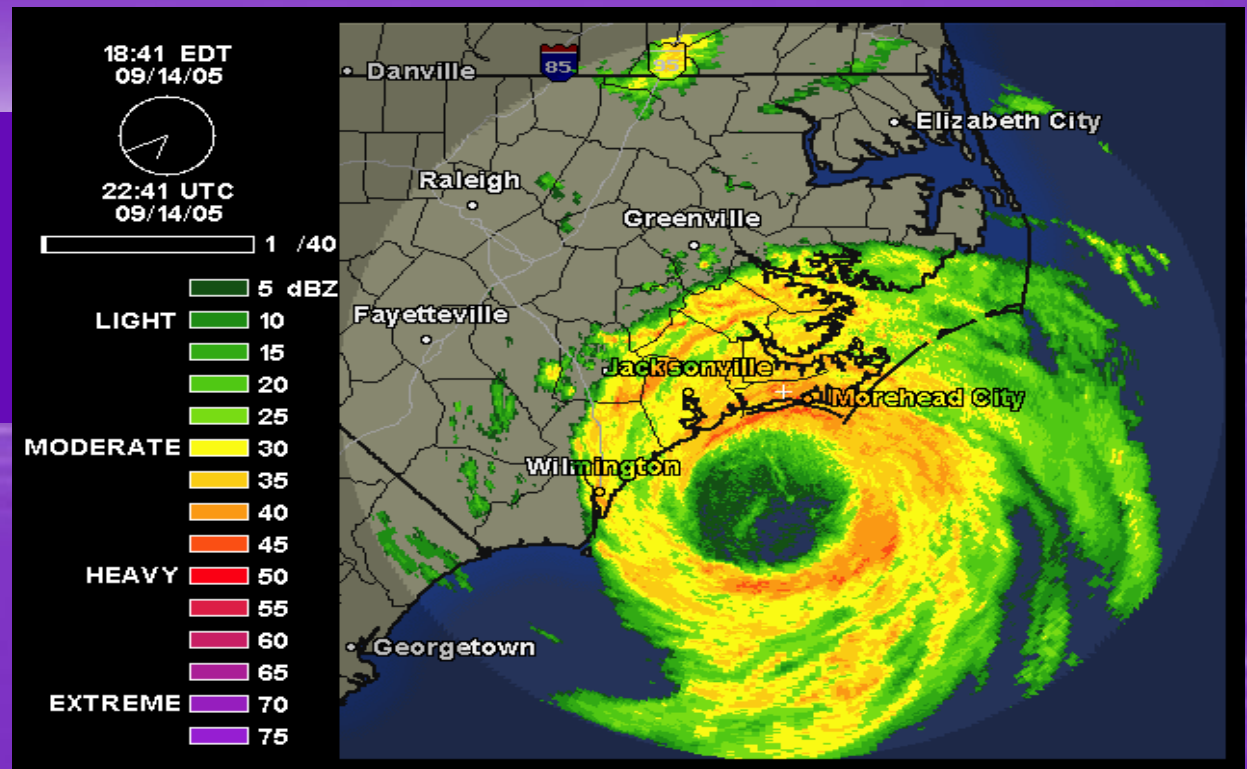 18:41 EDT
09/14/05
22:41 UTC
09/14/05
1 /40
5 dBZ
LIGHT 10
15
20
25
MODERATE 30
35
40
45
HEAVY 50
55
60
65
EXTREME 70
75
Danville
85
95
Elizabeth City
Raleigh
Greenville
Fayetteville
Jacksonville
Morehead City
Wilmington
Georgetown